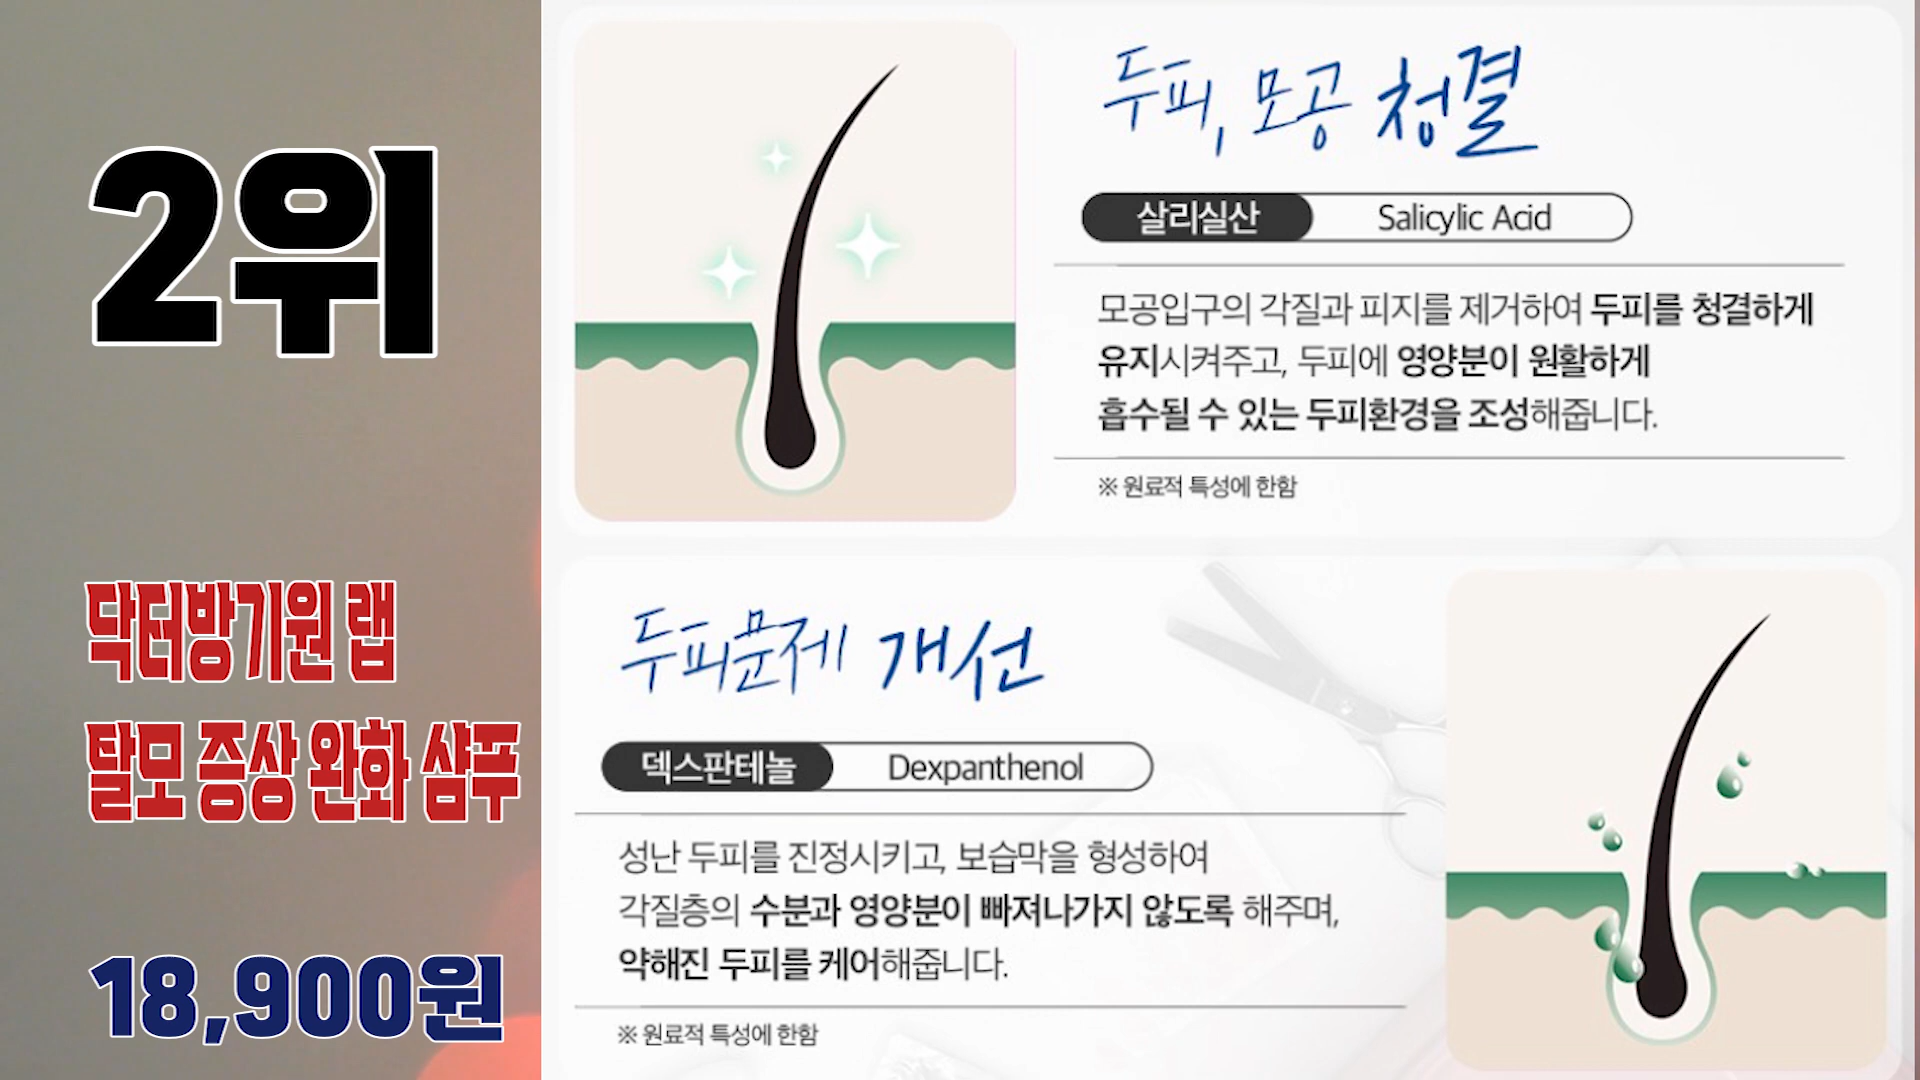 2위
닥터방기원 랩
탈모 증상 완화 샴푸
18,900원
두피, 모공 청결
살리실산 Salicylic Acid
모공입구의 각질과 피지를 제거하여 두피를 청결하게
유지시켜주고, 두피에 영양분이 원활하게
흡수될 수 있는 두피환경을 조성해줍니다.
※ 원료적 특성에 한함
두피문제 개선
덱스판테놀 Dexpanthenol
성난 두피를 진정시키고, 보습막을 형성하여
각질층의 수분과 영양분이 빠져나가지 않도록 해주며,
약해진 두피를 케어해줍니다.
※ 원료적 특성에 한함